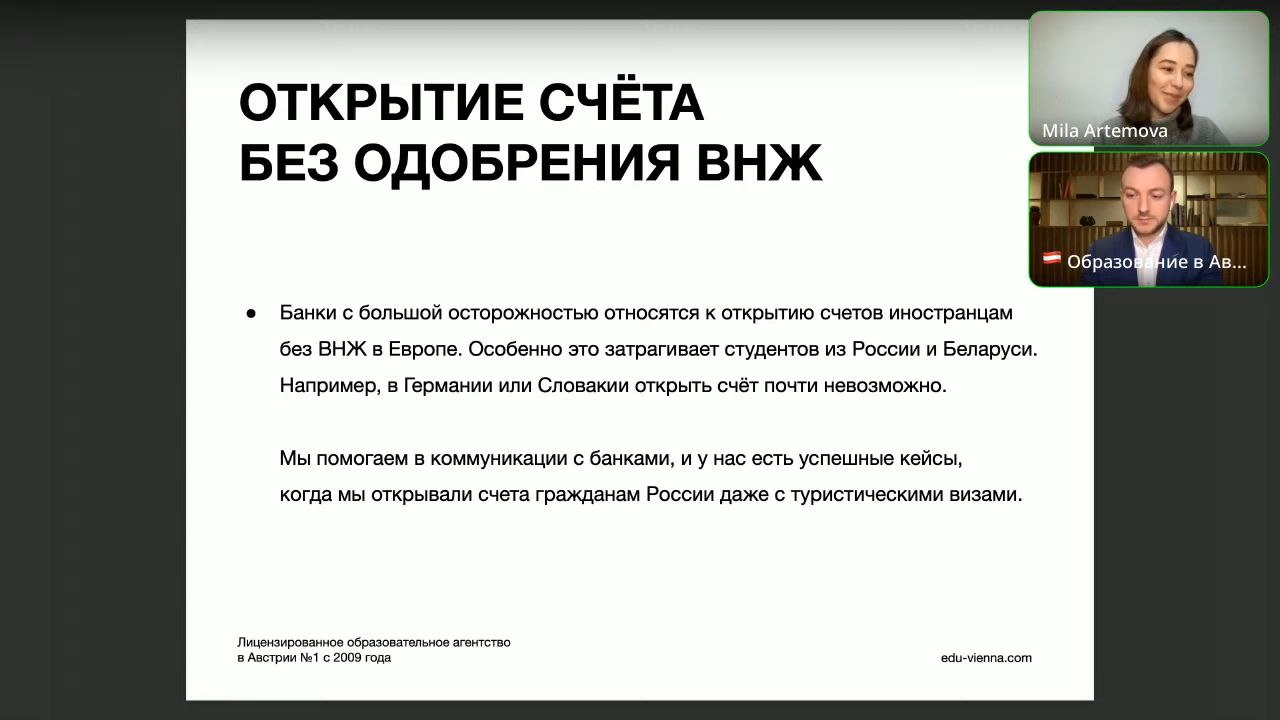 ОТКРЫТИЕ СЧЁТА
БЕЗ ОДОБРЕНИЯ ВНЖ
● Банки с большой осторожностью относятся к открытию счетов иностранцам
без ВНЖ в Европе. Особенно это затрагивает студентов из России и Беларуси.
Например, в Германии или Словакии открыть счёт почти невозможно.
Мы помогаем в коммуникации с банками, и у нас есть успешные кейсы,
когда мы открывали счета гражданам России даже с туристическими визами.
Лицензированное образовательное агентство
в Австрии №1 с 2009 года
edu-vienna.com
Mila Artemova
Образование в Ав...